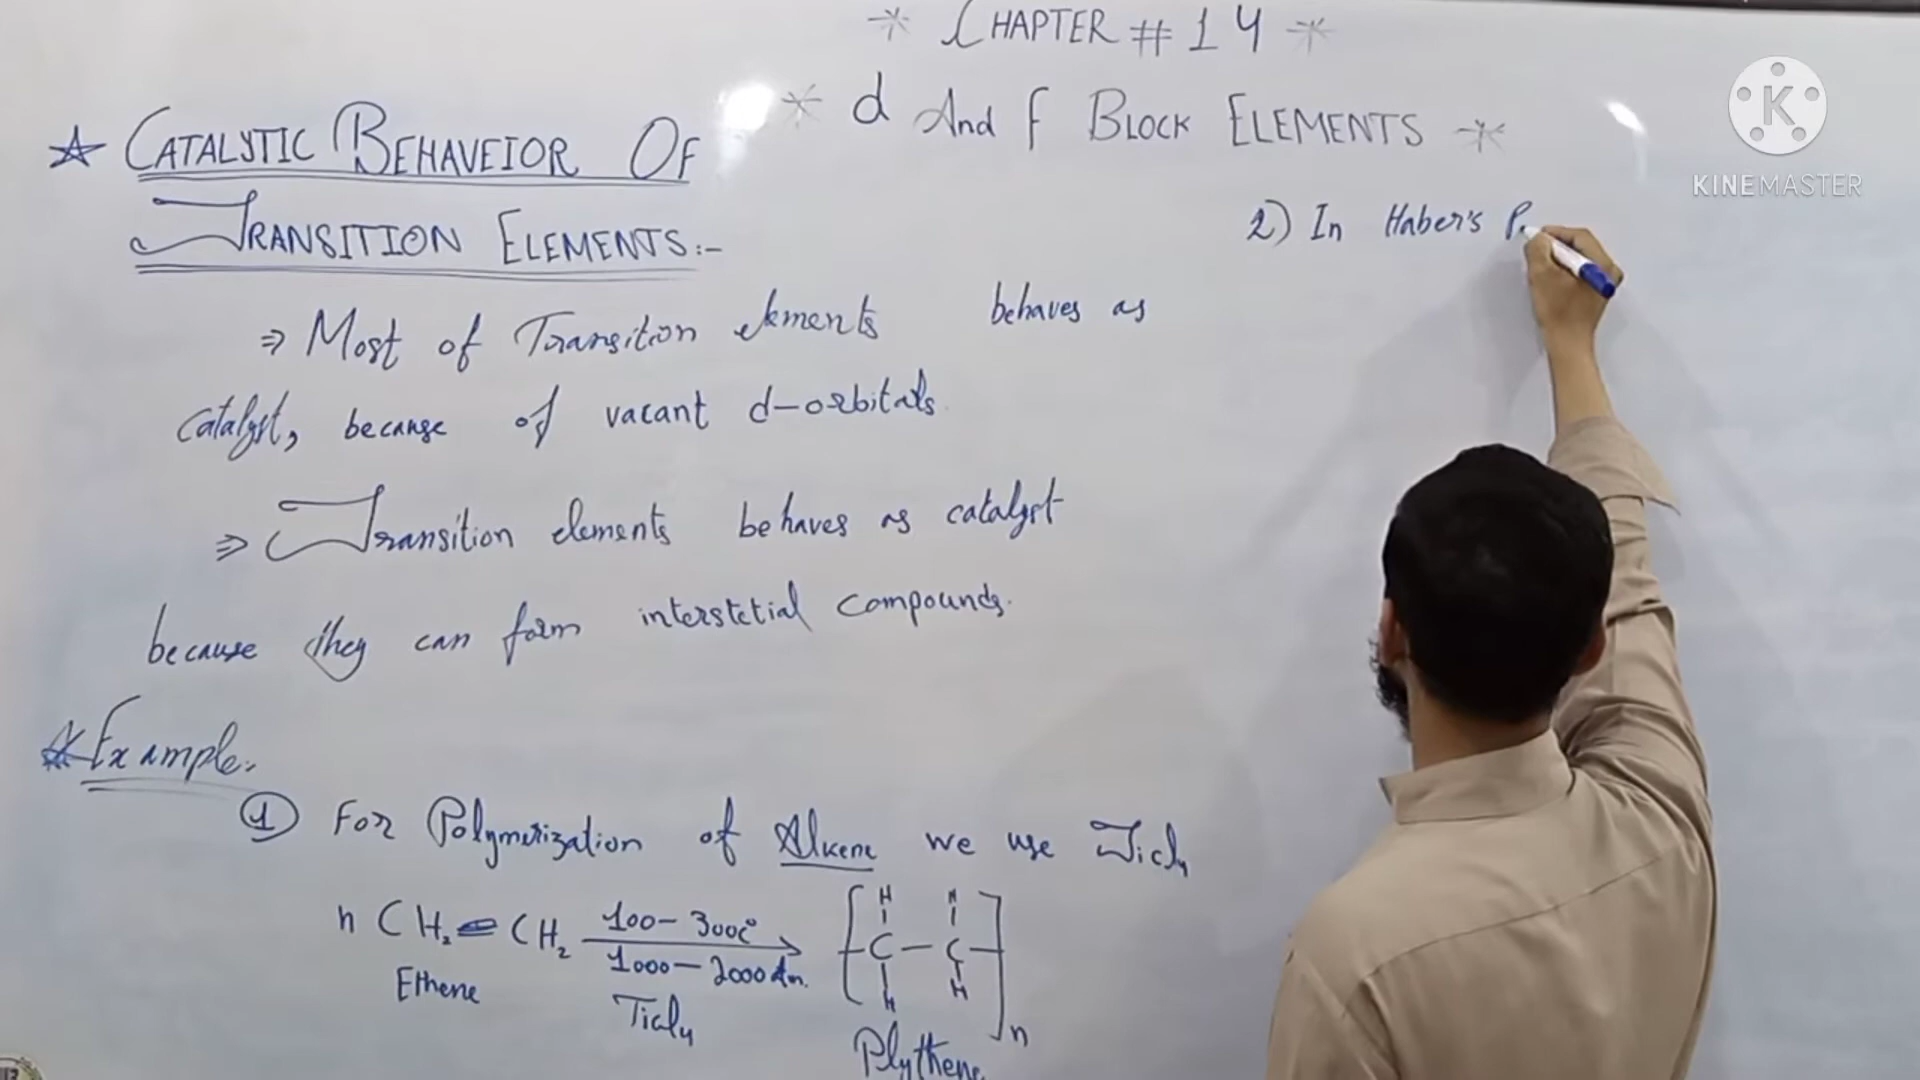 * CHAPTER # 14 *
* d And f BLOCK ELEMENTS *
KINEMASTER
☆ CATALYTIC BEHAVEIOR OF
TRANSITION ELEMENTS:-
⇒ Most of Transition elements behaves as
catalyst, because of vacant d-orbitals.
⇒ Transition elements behaves as catalyst
because they can form interstetial compounds.
* Example:
① For Polymerization of Alkene we use Ticl₄
n CH₂=CH₂ 100-300c° [H H C-C H H]n
1000-2000 atm.
Ethene Ticl₄ Plythene
2) In Haber's P